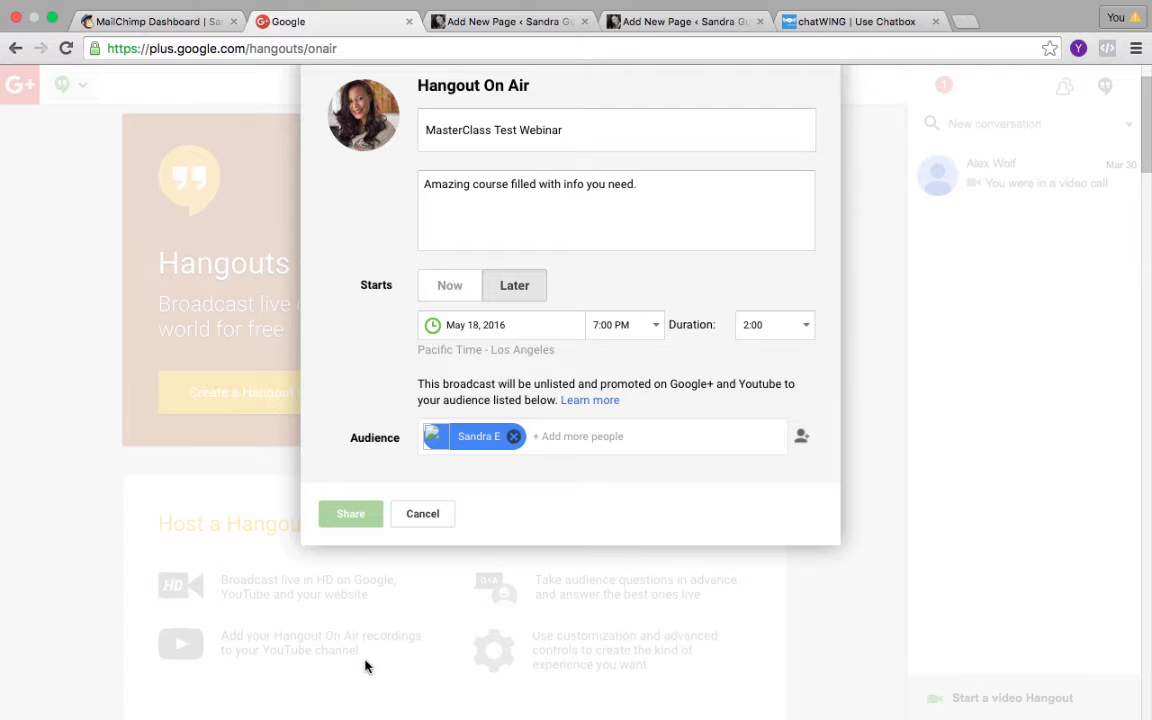 MailChimp Dashboard | Sa
Google
Add New Page ‹ Sandra Gu
Add New Page ‹ Sandra Gu
chatWING | Use Chatbox
You
https://plus.google.com/hangouts/onair
Y
G+
1
Hangout On Air
MasterClass Test Webinar
Amazing course filled with info you need.
Starts
Now
Later
May 18, 2016
7:00 PM
Duration:
2:00
Pacific Time - Los Angeles
This broadcast will be unlisted and promoted on Google+ and Youtube to
your audience listed below. Learn more
Audience
Sandra E
+ Add more people
Share
Cancel
New conversation
Alex Wolf
Mar 30
You were in a video call
Hangouts
Broadcast live
world for free
Create a Hangout
Host a Hango
HD
Broadcast live in HD on Google,
YouTube and your website
Q+A
Take audience questions in advance
and answer the best ones live
Add your Hangout On Air recordings
to your YouTube channel
Use customization and advanced
controls to create the kind of
experience you want
Start a video Hangout